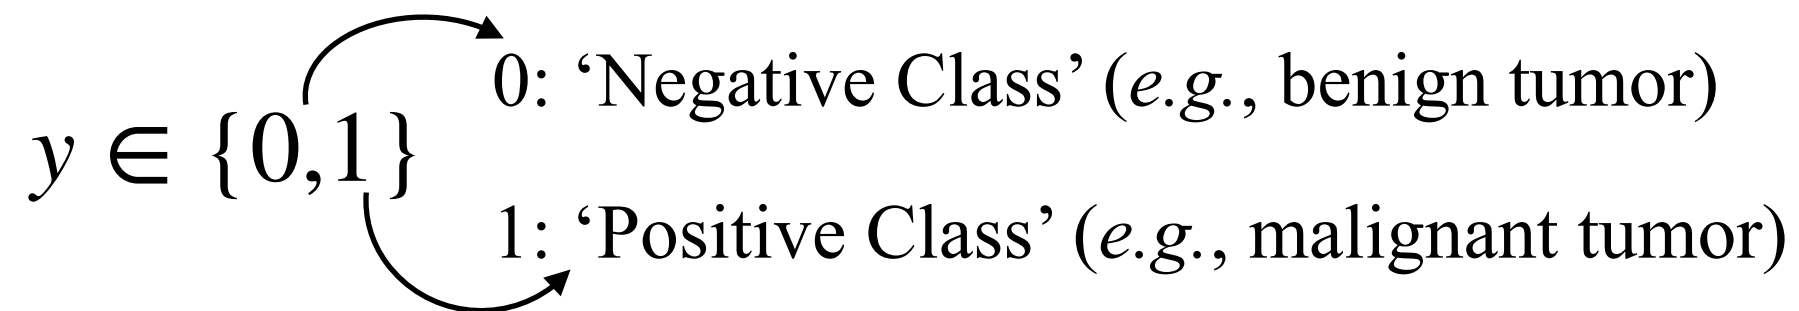 0: ‘Negative Class’ (e.g., benign tumor)
y ∈ {0,1}
1: ‘Positive Class’ (e.g., malignant tumor)